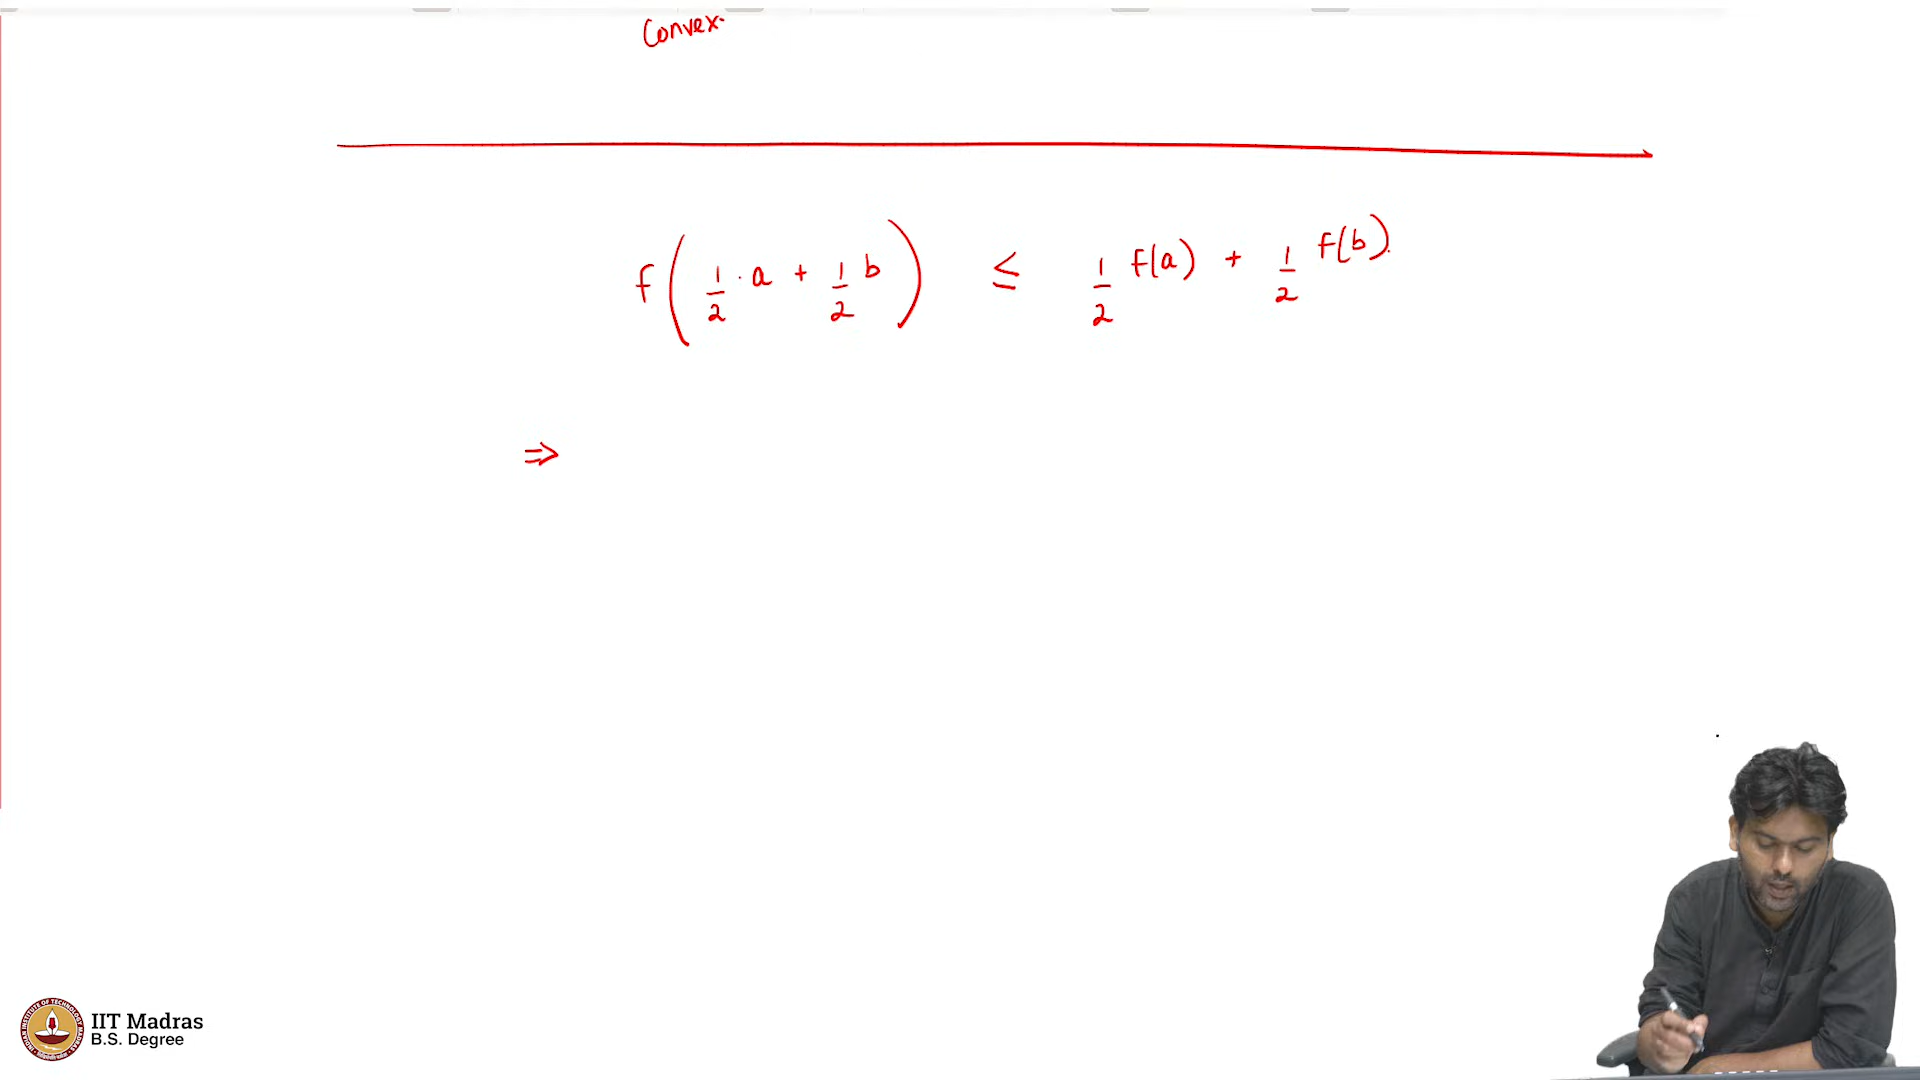 Convex.
f( 1/2 · a + 1/2 b ) ≤ 1/2 f(a) + 1/2 f(b).
⇒
IIT Madras
B.S. Degree